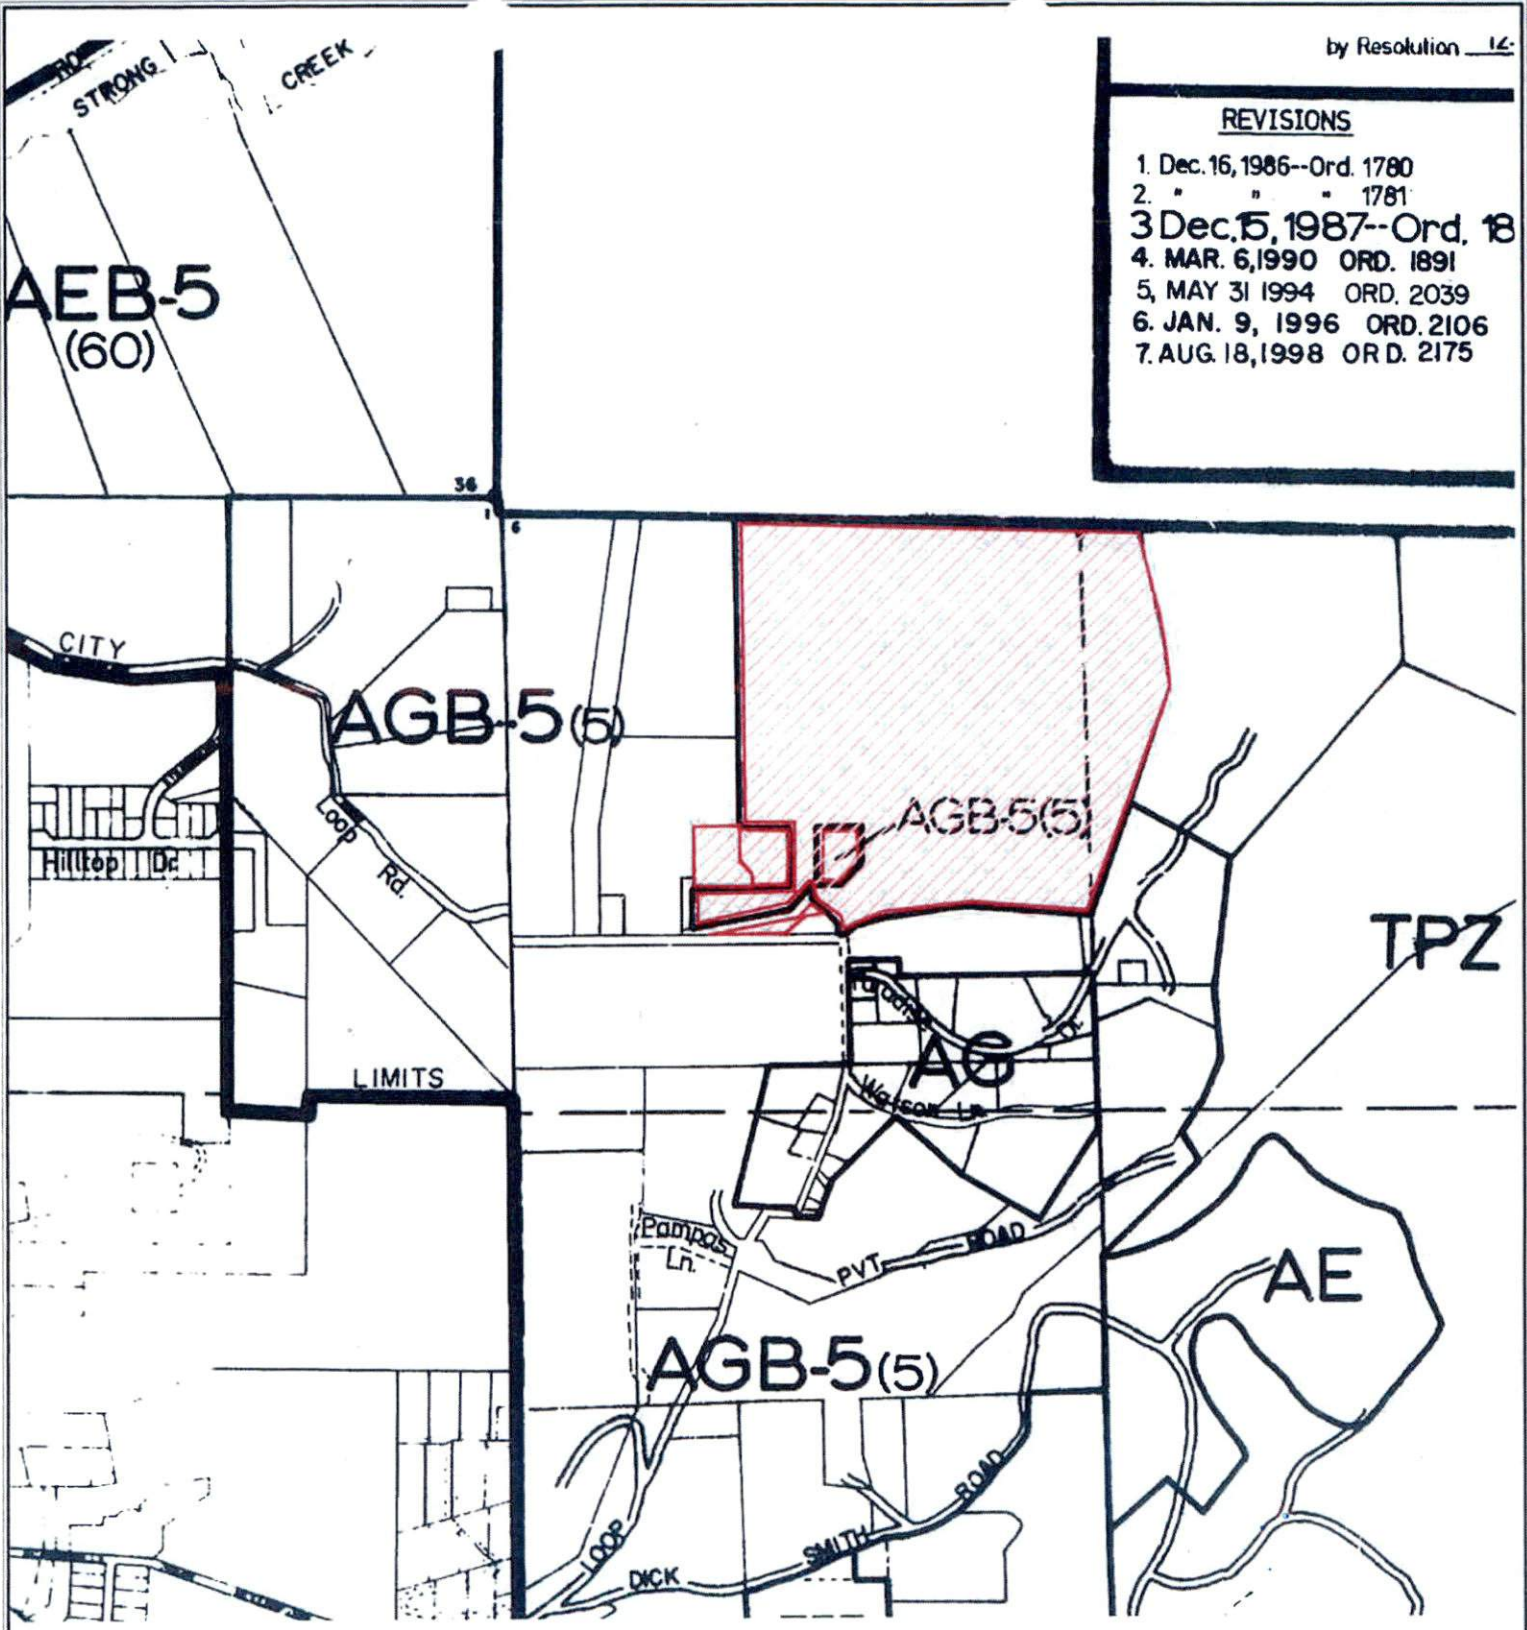 by Resolution 12-
REVISIONS
1. Dec. 16, 1986--Ord. 1780
2. " " " 1781
3 Dec. 15, 1987--Ord. 18
4. MAR. 6, 1990 ORD. 1891
5, MAY 31 1994 ORD. 2039
6. JAN. 9, 1996 ORD. 2106
7. AUG. 18, 1998 ORD. 2175
RD
STRONG
CREEK
AEB-5
(60)
36
1
6
CITY
AGB-5(5)
Loop
Rd.
Hilltop Dr.
AGB-5(5)
TPZ
Paradise
Dr.
AG
LIMITS
Watson Ln.
Pampas
Ln.
PVT ROAD
AE
AGB-5(5)
LOOP
DICK SMITH ROAD